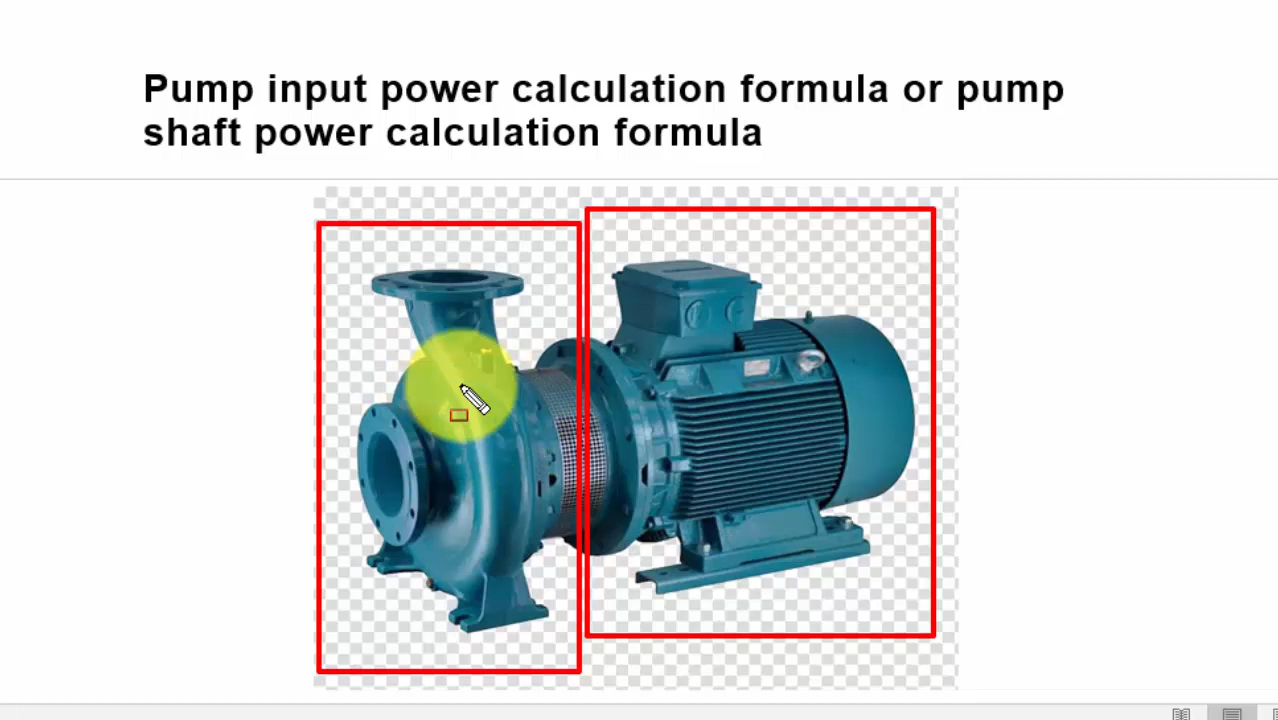 Pump input power calculation formula or pump
shaft power calculation formula